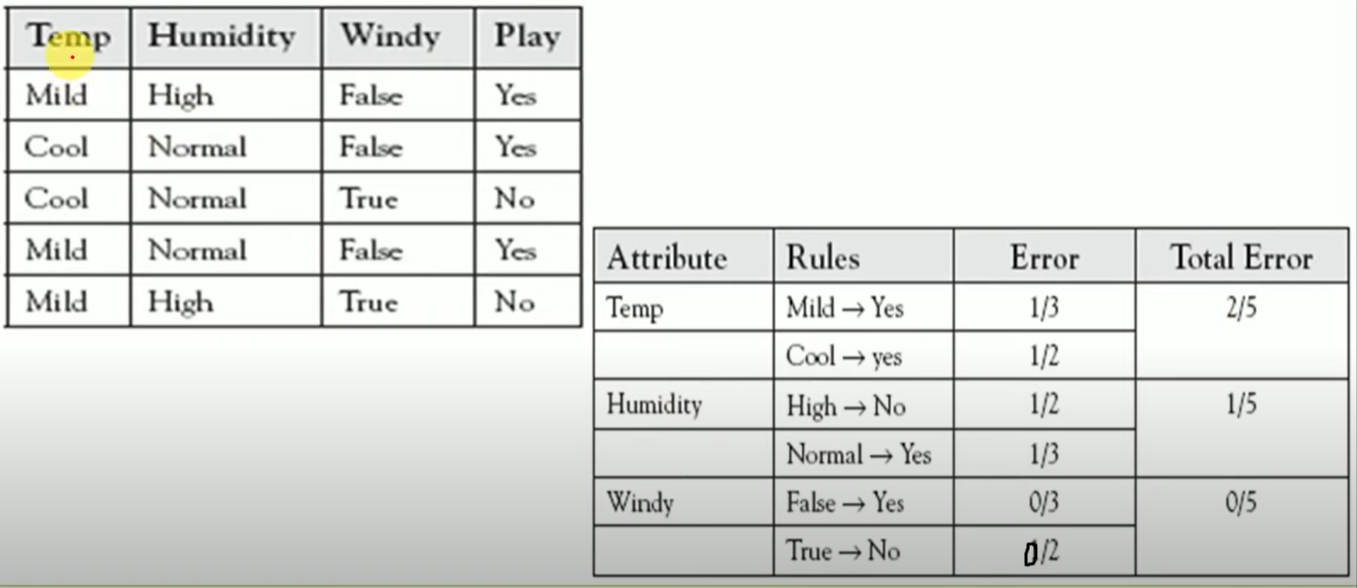 Temp Humidity Windy Play
Mild High False Yes
Cool Normal False Yes
Cool Normal True No
Mild Normal False Yes
Mild High True No
Attribute Rules Error Total Error
Temp Mild → Yes 1/3 2/5
Cool → yes 1/2
Humidity High → No 1/2 1/5
Normal → Yes 1/3
Windy False → Yes 0/3 0/5
True → No 0/2